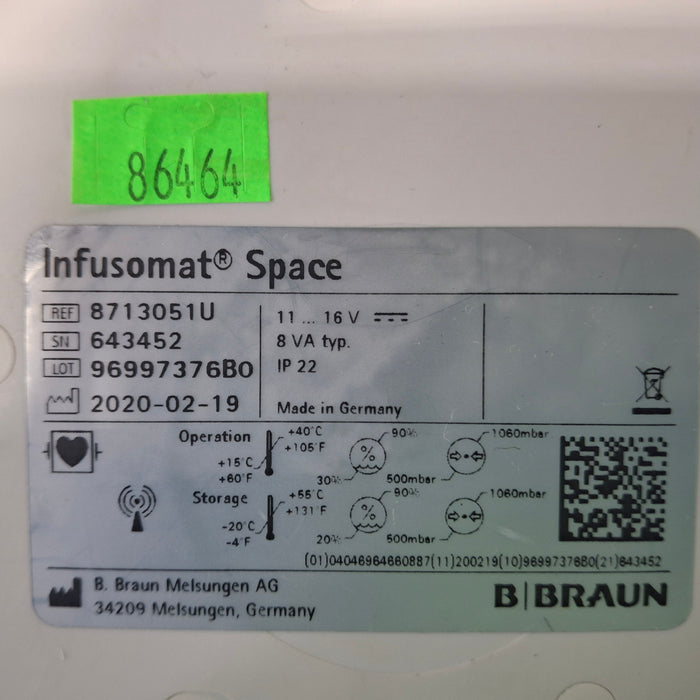 86464
Infusomat® Space
REF 8713051U
SN 643452
LOT 96997376B0
2020-02-19
11 ... 16 V
8 VA typ.
IP 22
Made in Germany
Operation
+40°C
+105°F
+15°C
+60°F
%
90%
30%
1060mbar
500mbar
Storage
+55°C
+131°F
-20°C
-4°F
%
90%
20%
1060mbar
500mbar
(01)04046964660887(11)200219(10)96997376B0(21)643452
B. Braun Melsungen AG
34209 Melsungen, Germany
B|BRAUN